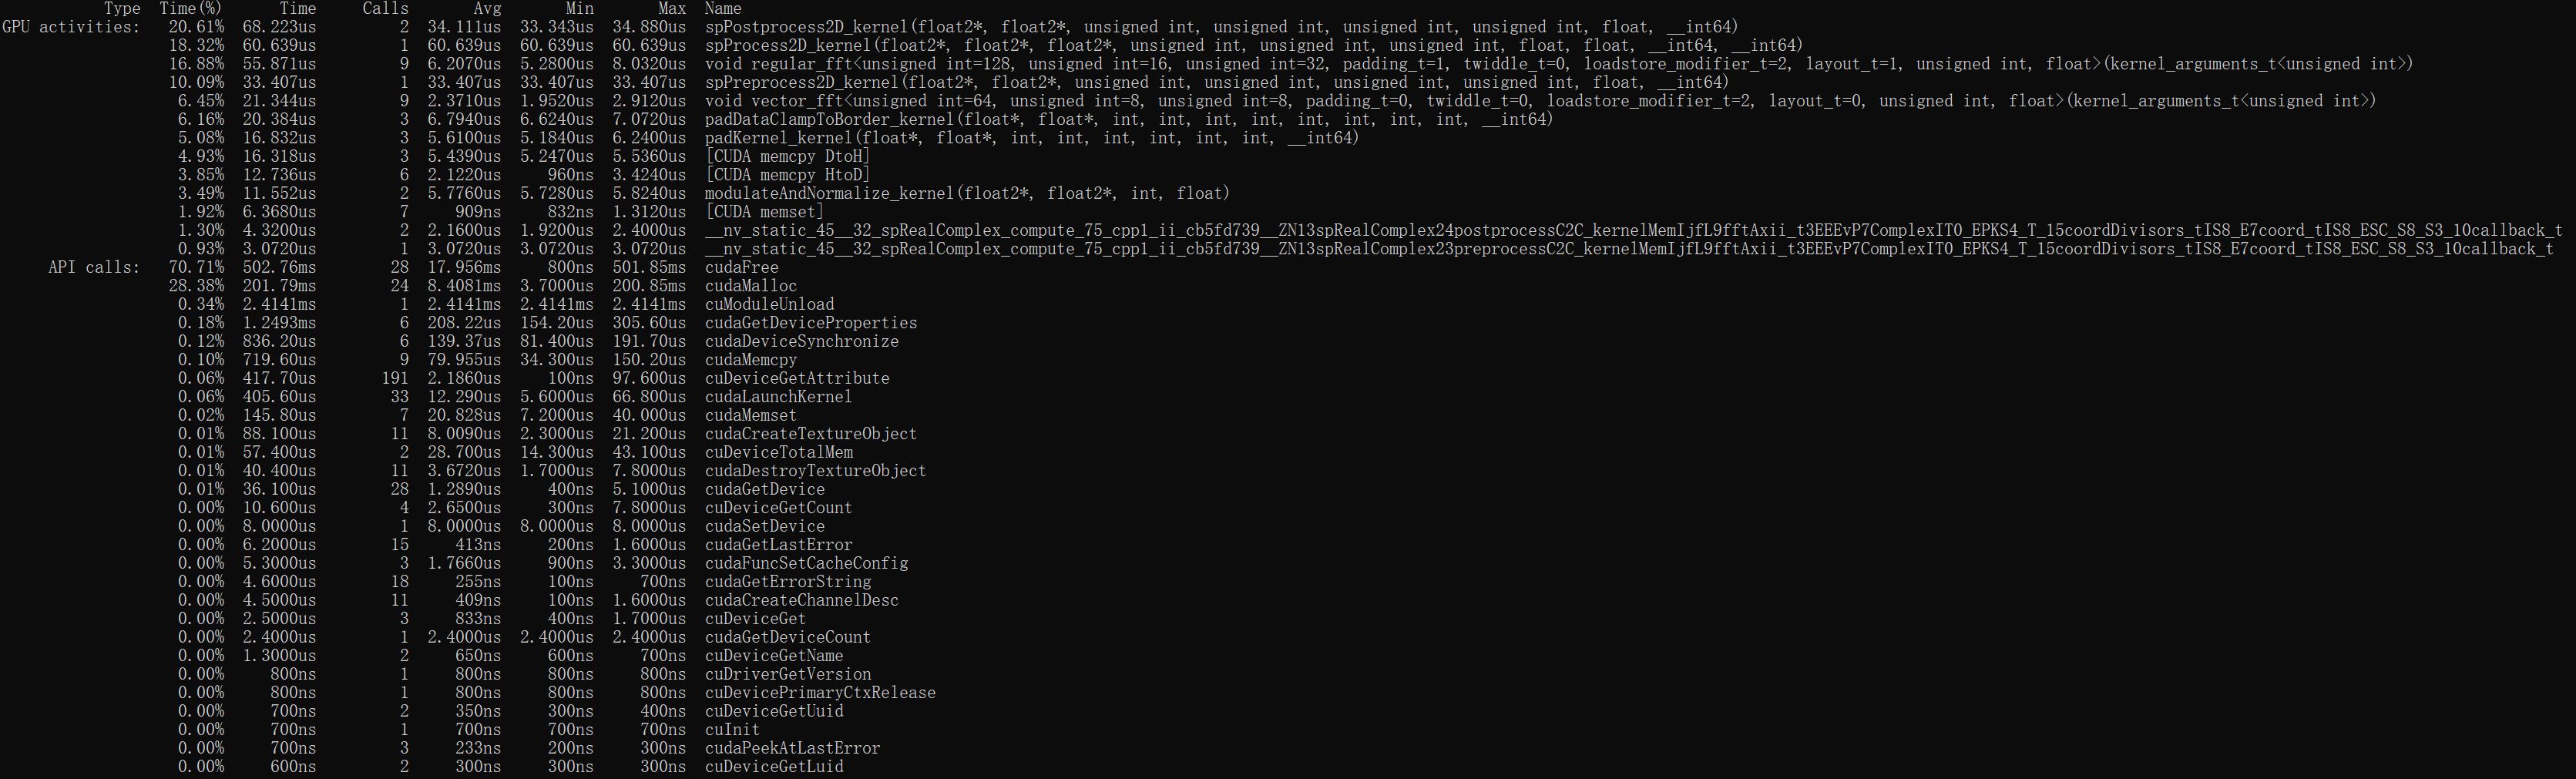 Type Time(%) Time Calls Avg Min Max Name
GPU activities: 20.61% 68.223us 2 34.111us 33.343us 34.880us spPostprocess2D_kernel(float2*, float2*, unsigned int, unsigned int, unsigned int, unsigned int, float, __int64)
18.32% 60.639us 1 60.639us 60.639us 60.639us spProcess2D_kernel(float2*, float2*, float2*, unsigned int, unsigned int, unsigned int, float, float, __int64, __int64)
16.88% 55.871us 9 6.2070us 5.2800us 8.0320us void regular_fft<unsigned int=128, unsigned int=16, unsigned int=32, padding_t=1, twiddle_t=0, loadstore_modifier_t=2, layout_t=1, unsigned int, float>(kernel_arguments_t<unsigned int>)
10.09% 33.407us 1 33.407us 33.407us 33.407us spPreprocess2D_kernel(float2*, float2*, unsigned int, unsigned int, unsigned int, unsigned int, float, __int64)
6.45% 21.344us 9 2.3710us 1.9520us 2.9120us void vector_fft<unsigned int=64, unsigned int=8, unsigned int=8, padding_t=0, twiddle_t=0, loadstore_modifier_t=2, layout_t=0, unsigned int, float>(kernel_arguments_t<unsigned int>)
6.16% 20.384us 3 6.7940us 6.6240us 7.0720us padDataClampToBorder_kernel(float*, float*, int, int, int, int, int, int, int, int, __int64)
5.08% 16.832us 3 5.6100us 5.1840us 6.2400us padKernel_kernel(float*, float*, int, int, int, int, int, int, __int64)
4.93% 16.318us 3 5.4390us 5.2470us 5.5360us [CUDA memcpy DtoH]
3.85% 12.736us 6 2.1220us 960ns 3.4240us [CUDA memcpy HtoD]
3.49% 11.552us 2 5.7760us 5.7280us 5.8240us modulateAndNormalize_kernel(float2*, float2*, int, float)
1.92% 6.3680us 7 909ns 832ns 1.3120us [CUDA memset]
1.30% 4.3200us 2 2.1600us 1.9200us 2.4000us __nv_static_45__32_spRealComplex_compute_75_cpp1_ii_cb5fd739__ZN13spRealComplex24postprocessC2C_kernelMemIjfL9fftAxii_t3EEEvP7ComplexIT0_EPKS4_T_15coordDivisors_tIS8_E7coord_tIS8_ESC_S8_S3_10callback_t
0.93% 3.0720us 1 3.0720us 3.0720us 3.0720us __nv_static_45__32_spRealComplex_compute_75_cpp1_ii_cb5fd739__ZN13spRealComplex23preprocessC2C_kernelMemIjfL9fftAxii_t3EEEvP7ComplexIT0_EPKS4_T_15coordDivisors_tIS8_E7coord_tIS8_ESC_S8_S3_10callback_t
API calls: 70.71% 502.76ms 28 17.956ms 800ns 501.85ms cudaFree
28.38% 201.79ms 24 8.4081ms 3.7000us 200.85ms cudaMalloc
0.34% 2.4141ms 1 2.4141ms 2.4141ms 2.4141ms cuModuleUnload
0.18% 1.2493ms 6 208.22us 154.20us 305.60us cudaGetDeviceProperties
0.12% 836.20us 6 139.37us 81.400us 191.70us cudaDeviceSynchronize
0.10% 719.60us 9 79.955us 34.300us 150.20us cudaMemcpy
0.06% 417.70us 191 2.1860us 100ns 97.600us cuDeviceGetAttribute
0.06% 405.60us 33 12.290us 5.6000us 66.800us cudaLaunchKernel
0.02% 145.80us 7 20.828us 7.2000us 40.000us cudaMemset
0.01% 88.100us 11 8.0090us 2.3000us 21.200us cudaCreateTextureObject
0.01% 57.400us 2 28.700us 14.300us 43.100us cuDeviceTotalMem
0.01% 40.400us 11 3.6720us 1.7000us 7.8000us cudaDestroyTextureObject
0.01% 36.100us 28 1.2890us 400ns 5.1000us cudaGetDevice
0.00% 10.600us 4 2.6500us 300ns 7.8000us cuDeviceGetCount
0.00% 8.0000us 1 8.0000us 8.0000us 8.0000us cudaSetDevice
0.00% 6.2000us 15 413ns 200ns 1.6000us cudaGetLastError
0.00% 5.3000us 3 1.7660us 900ns 3.3000us cudaFuncSetCacheConfig
0.00% 4.6000us 18 255ns 100ns 700ns cudaGetErrorString
0.00% 4.5000us 11 409ns 100ns 1.6000us cudaCreateChannelDesc
0.00% 2.5000us 3 833ns 400ns 1.7000us cuDeviceGet
0.00% 2.4000us 1 2.4000us 2.4000us 2.4000us cudaGetDeviceCount
0.00% 1.3000us 2 650ns 600ns 700ns cuDeviceGetName
0.00% 800ns 1 800ns 800ns 800ns cuDriverGetVersion
0.00% 800ns 1 800ns 800ns 800ns cuDevicePrimaryCtxRelease
0.00% 700ns 2 350ns 300ns 400ns cuDeviceGetUuid
0.00% 700ns 1 700ns 700ns 700ns cuInit
0.00% 700ns 3 233ns 200ns 300ns cudaPeekAtLastError
0.00% 600ns 2 300ns 300ns 300ns cuDeviceGetLuid